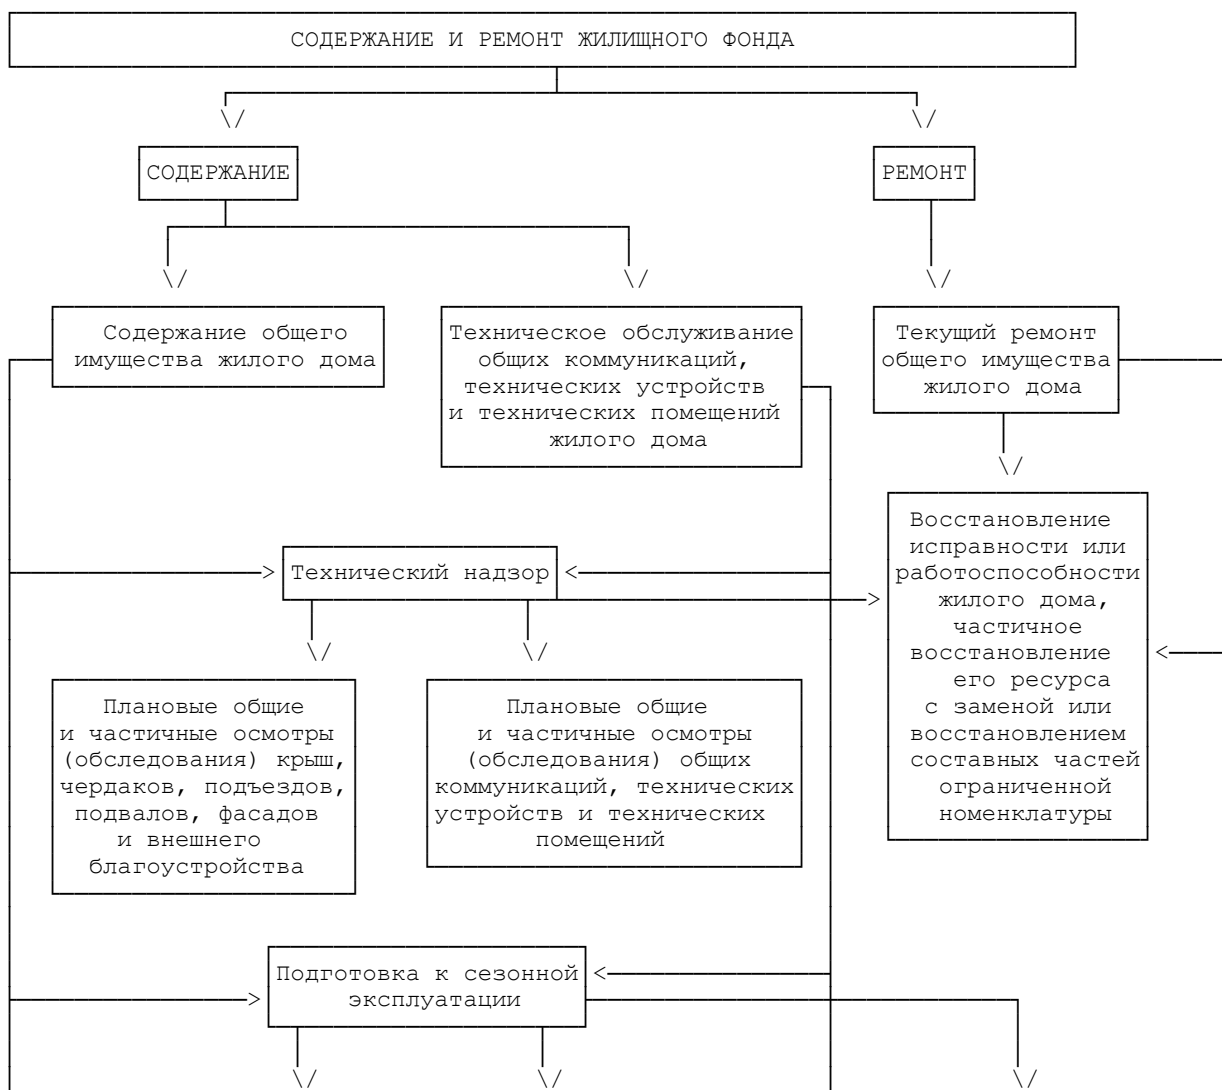 СОДЕРЖАНИЕ И РЕМОНТ ЖИЛИЩНОГО ФОНДА
СОДЕРЖАНИЕ
РЕМОНТ
Содержание общего
имущества жилого дома
Техническое обслуживание
общих коммуникаций,
технических устройств
и технических помещений
жилого дома
Текущий ремонт
общего имущества
жилого дома
Технический надзор
Восстановление
исправности или
работоспособности
жилого дома,
частичное
восстановление
его ресурса
с заменой или
восстановлением
составных частей
ограниченной
номенклатуры
Плановые общие
и частичные осмотры
(обследования) крыш,
чердаков, подъездов,
подвалов, фасадов
и внешнего
благоустройства
Плановые общие
и частичные осмотры
(обследования) общих
коммуникаций, технических
устройств и технических
помещений
Подготовка к сезонной
эксплуатации